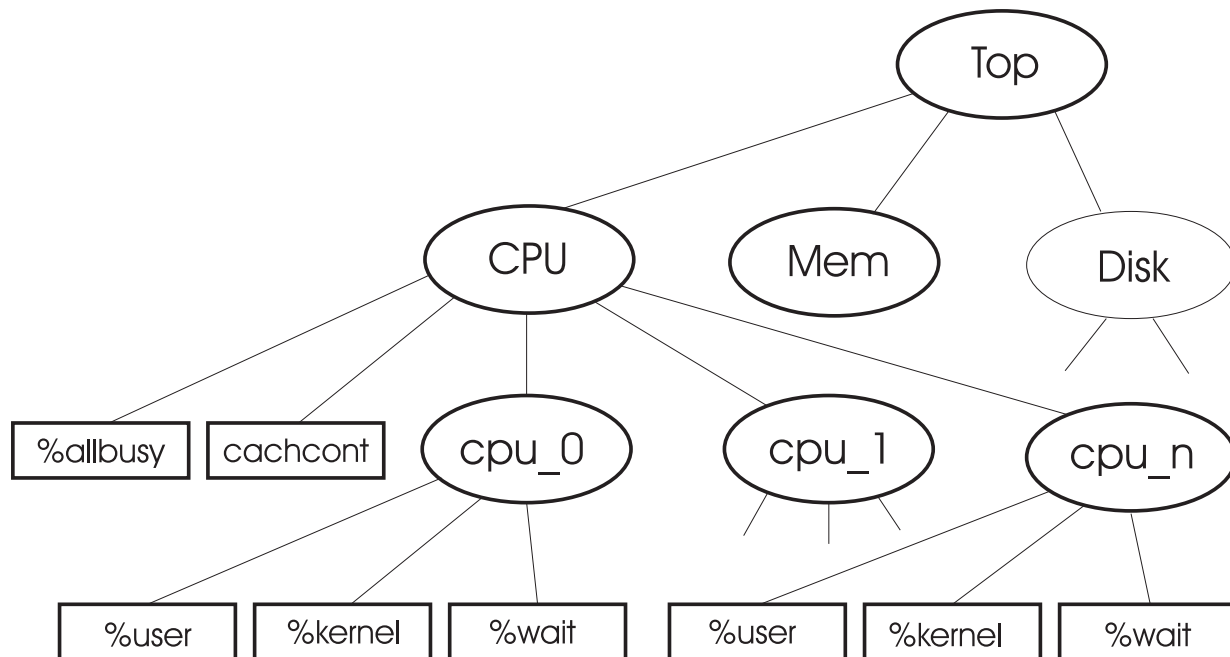 Top
CPU
Mem
Disk
%allbusy
cachcont
cpu_0
cpu_1
cpu_n
%user
%kernel
%wait
%user
%kernel
%wait